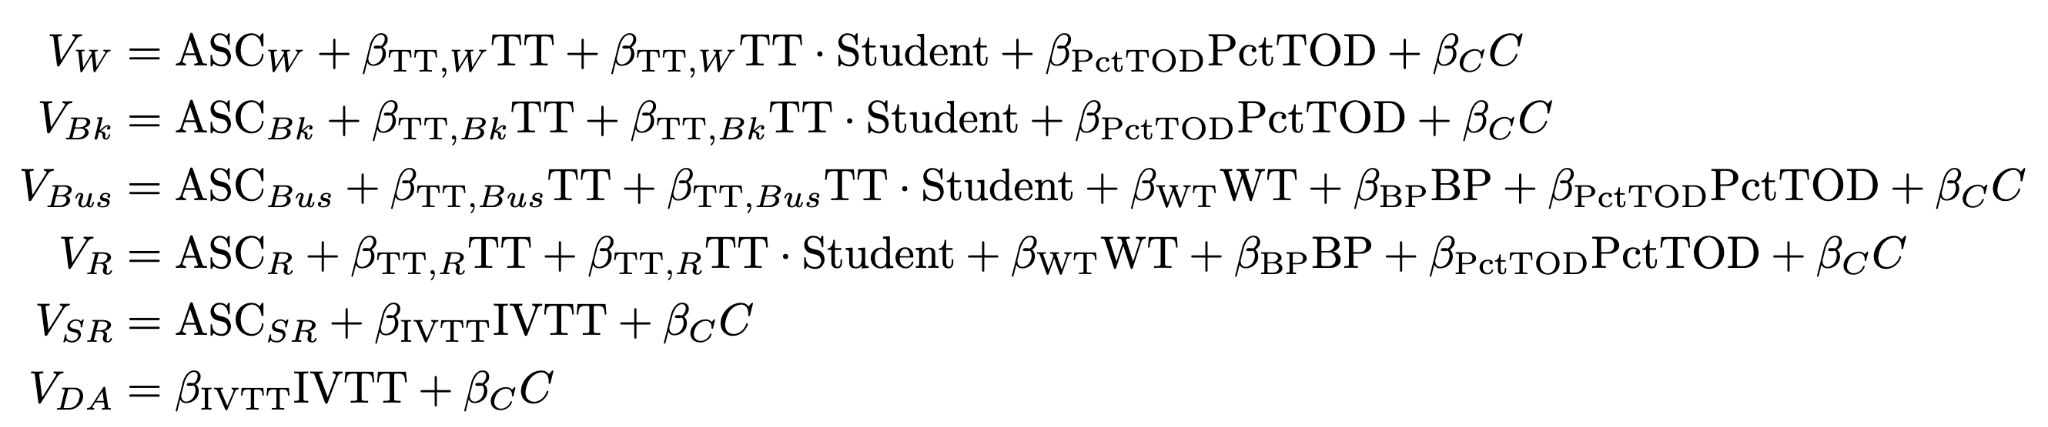 V_W = ASC_W + β_{TT,W}TT + β_{TT,W}TT · Student + β_{PctTOD}PctTOD + β_C C
V_{Bk} = ASC_{Bk} + β_{TT,Bk}TT + β_{TT,Bk}TT · Student + β_{PctTOD}PctTOD + β_C C
V_{Bus} = ASC_{Bus} + β_{TT,Bus}TT + β_{TT,Bus}TT · Student + β_{WT}WT + β_{BP}BP + β_{PctTOD}PctTOD + β_C C
V_R = ASC_R + β_{TT,R}TT + β_{TT,R}TT · Student + β_{WT}WT + β_{BP}BP + β_{PctTOD}PctTOD + β_C C
V_{SR} = ASC_{SR} + β_{IVTT}IVTT + β_C C
V_{DA} = β_{IVTT}IVTT + β_C C